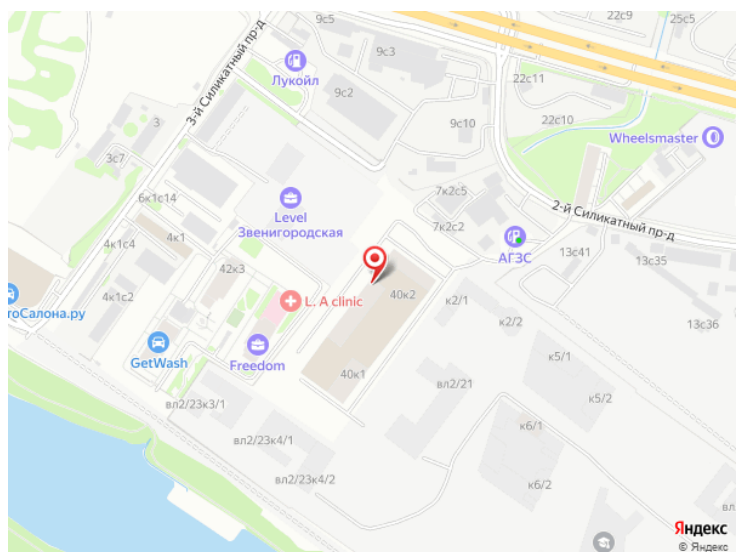 22с9
25с5
9с5
9с3
3-й Силикатный пр-д
Лукойл
22с11
9с2
3
9с10
22с10
Wheelsmaster
3с7
7к2с5
6к1с14
Level
Звенигородская
2-й Силикатный пр-д
7к2с2
4к1с4
4к1
АГЗС
13с41
13с35
42к3
4к1с2
L. A clinic
40к2
к2/1
тоСалона.ру
к2/2
13с36
GetWash
Freedom
к5/1
40к1
вл2/21
вл2/23к3/1
к5/2
к6/1
вл2/23к4/1
вл2/23к4/2
к6/2
Яндекс
© Яндекс